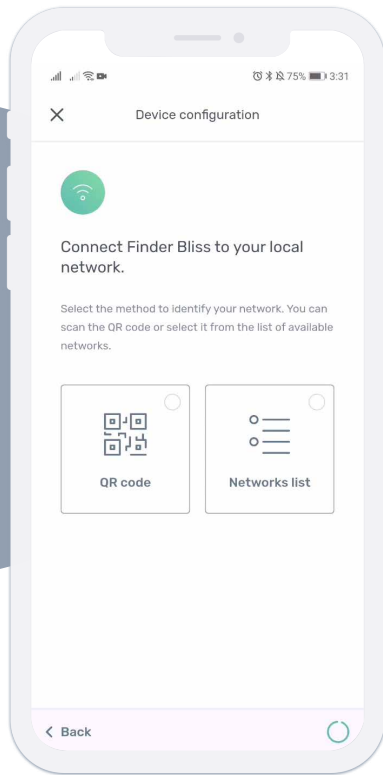 75% 3:31
Device configuration
Connect Finder Bliss to your local
network.
Select the method to identify your network. You can
scan the QR code or select it from the list of available
networks.
QR code Networks list
Back